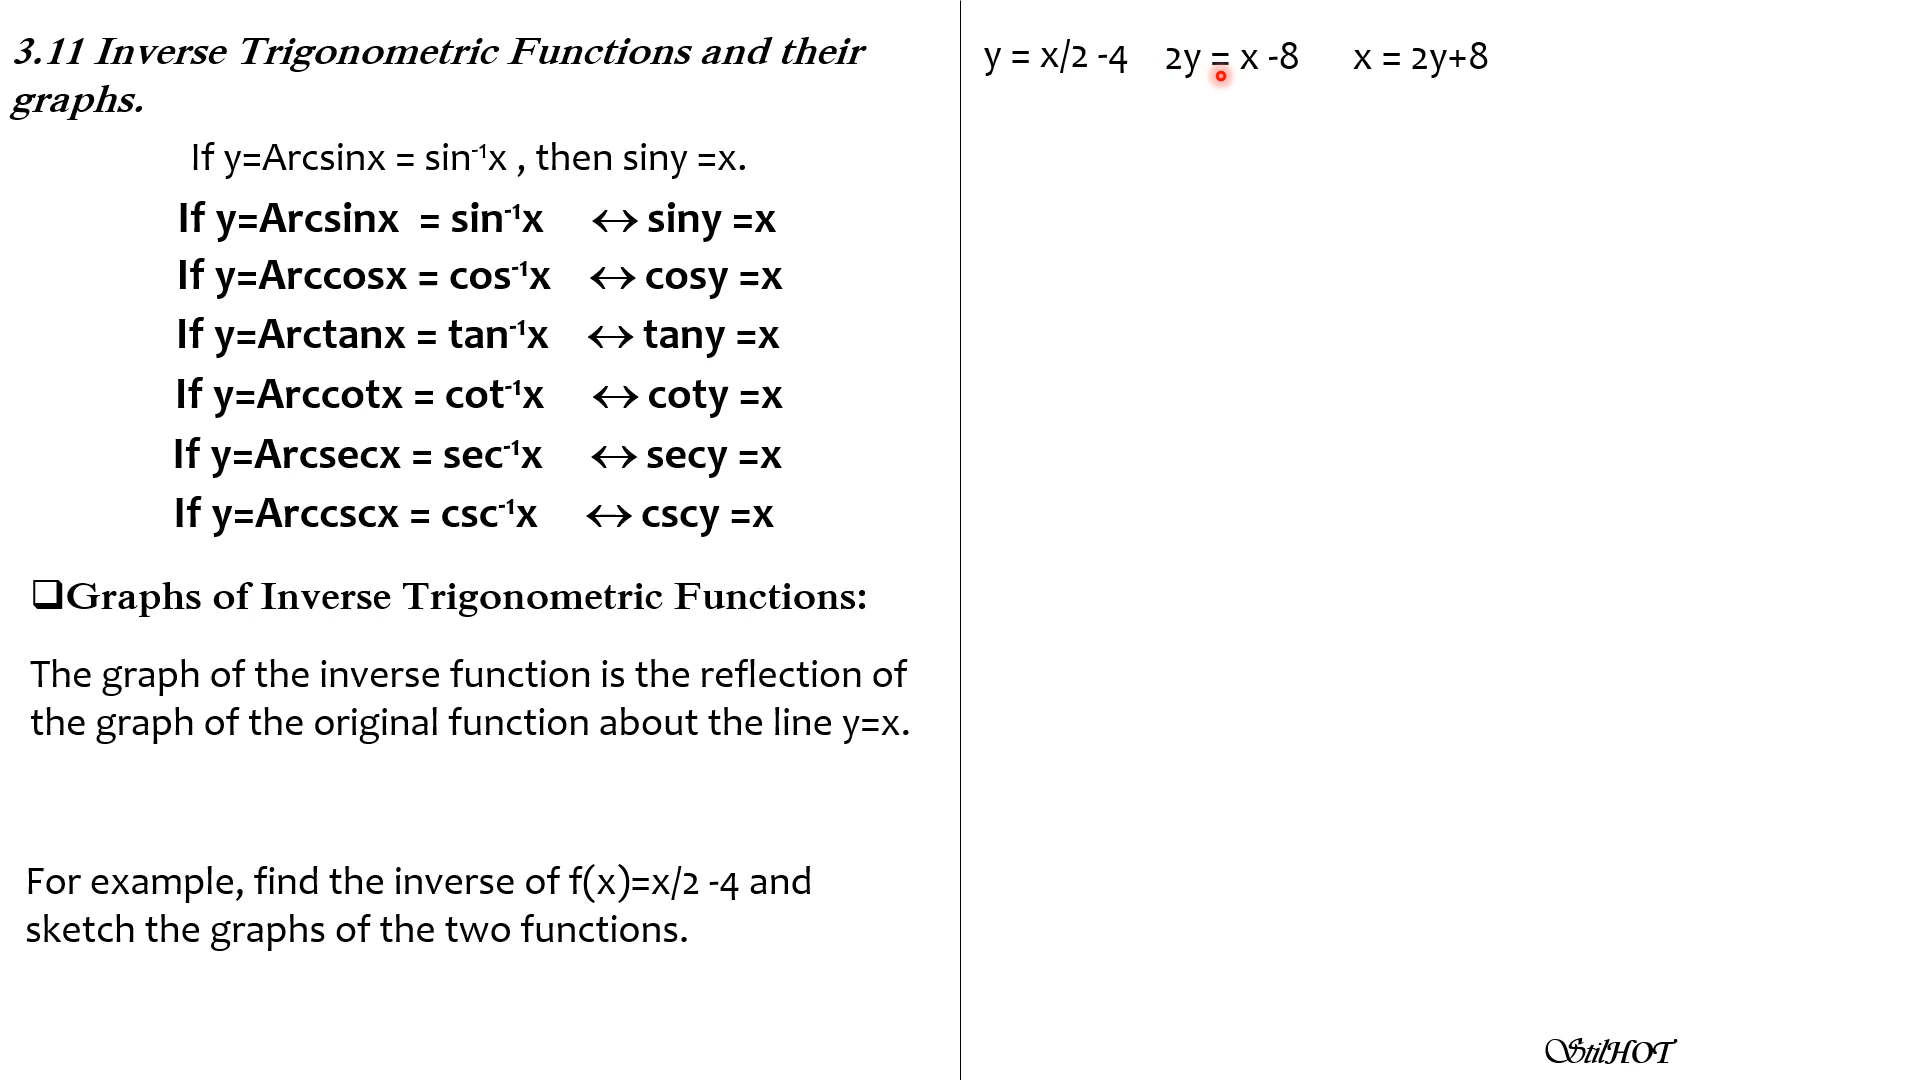 3.11 Inverse Trigonometric Functions and their
graphs.
If y=Arcsinx = sin⁻¹x , then siny =x.
If y=Arcsinx = sin⁻¹x ↔ siny =x
If y=Arccosx = cos⁻¹x ↔ cosy =x
If y=Arctanx = tan⁻¹x ↔ tany =x
If y=Arccotx = cot⁻¹x ↔ coty =x
If y=Arcsecx = sec⁻¹x ↔ secy =x
If y=Arccscx = csc⁻¹x ↔ cscy =x
❑Graphs of Inverse Trigonometric Functions:
The graph of the inverse function is the reflection of
the graph of the original function about the line y=x.
For example, find the inverse of f(x)=x/2 -4 and
sketch the graphs of the two functions.
y = x/2 -4 2y = x -8 x = 2y+8
StilHOT